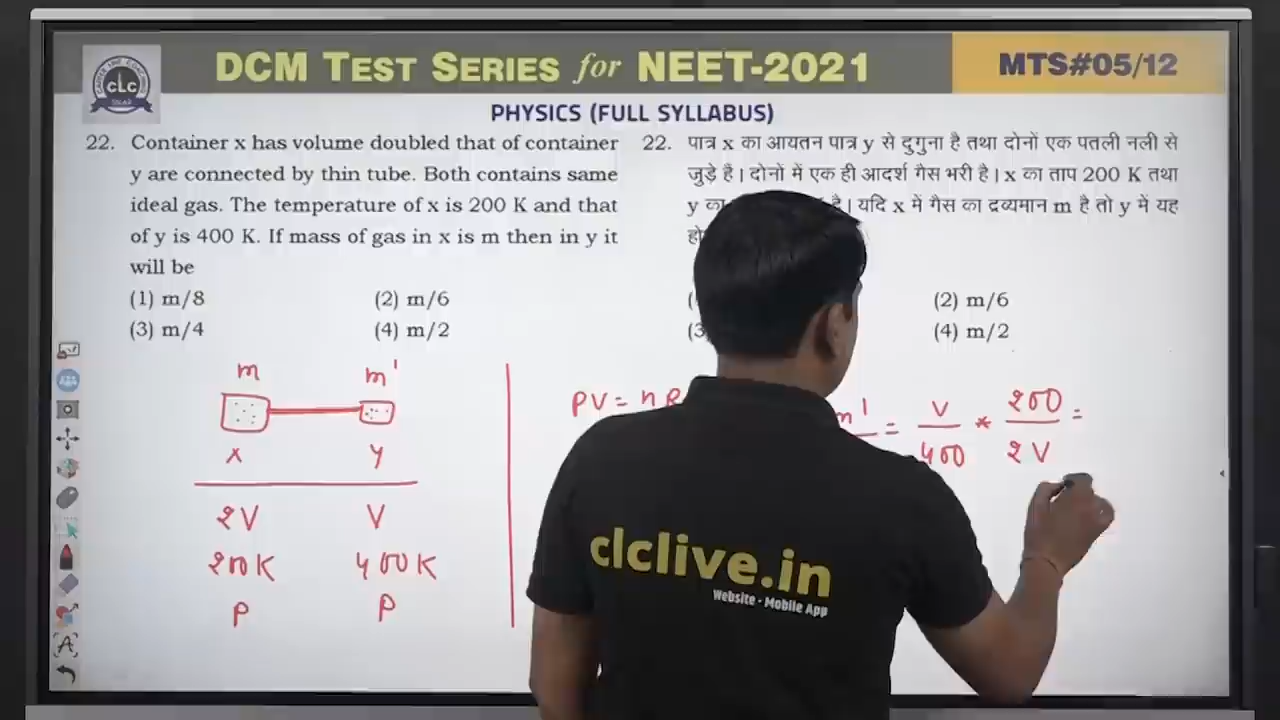 DCM TEST SERIES for NEET-2021
MTS#05/12
CLC
SIKAR
PHYSICS (FULL SYLLABUS)
22. Container x has volume doubled that of container
y are connected by thin tube. Both contains same
ideal gas. The temperature of x is 200 K and that
of y is 400 K. If mass of gas in x is m then in y it
will be
(1) m/8 (2) m/6
(3) m/4 (4) m/2
22. पात्र x का आयतन पात्र y से दुगुना है तथा दोनों एक पतली नली से
जुड़े है। दोनों में एक ही आदर्श गैस भरी है। x का ताप 200 K तथा
y का है। यदि x में गैस का द्रव्यमान m है तो y में यह
(2) m/6
(4) m/2
m m'
x y
2V V
200K 400K
P P
PV = n R
m' = V/400 * 200/2V =
clclive.in
Website - Mobile App